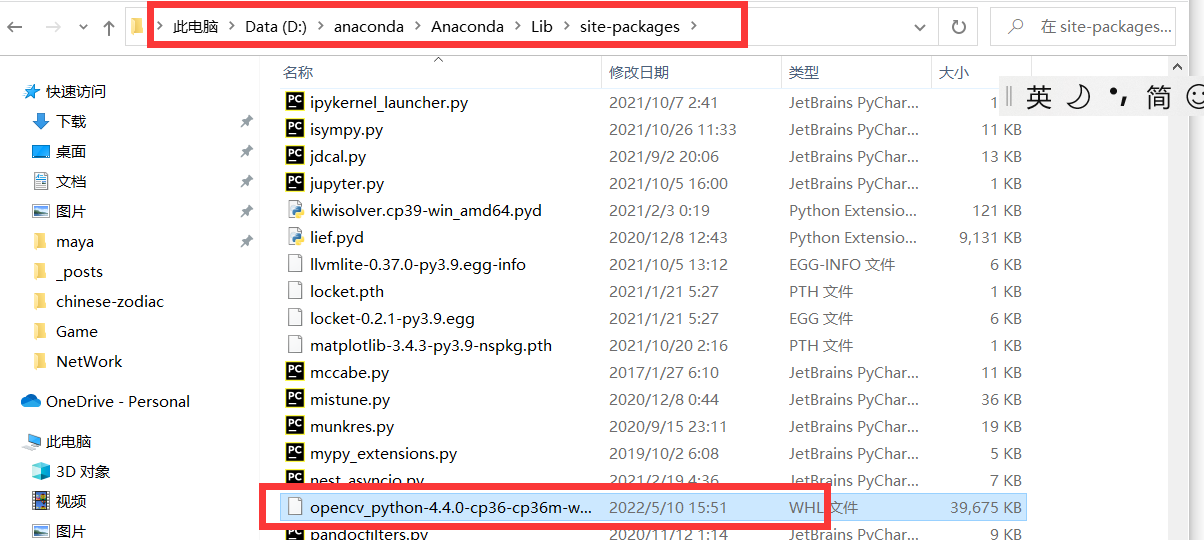 此电脑 > Data (D:) > anaconda > Anaconda > Lib > site-packages >
在 site-packages...
名称 修改日期 类型 大小
英 简
快速访问
下载
桌面
文档
图片
maya
_posts
chinese-zodiac
Game
NetWork
OneDrive - Personal
此电脑
3D 对象
视频
图片
PC ipykernel_launcher.py 2021/10/7 2:41 JetBrains PyChar... 1
PC isympy.py 2021/10/26 11:33 JetBrains PyChar... 11 KB
PC jdcal.py 2021/9/2 20:06 JetBrains PyChar... 13 KB
PC jupyter.py 2021/10/5 16:00 JetBrains PyChar... 1 KB
kiwisolver.cp39-win_amd64.pyd 2021/2/3 0:19 Python Extensio... 121 KB
lief.pyd 2020/12/8 12:43 Python Extensio... 9,131 KB
llvmlite-0.37.0-py3.9.egg-info 2021/10/5 13:12 EGG-INFO 文件 6 KB
locket.pth 2021/1/21 5:27 PTH 文件 1 KB
locket-0.2.1-py3.9.egg 2021/1/21 5:27 EGG 文件 6 KB
matplotlib-3.4.3-py3.9-nspkg.pth 2021/10/20 2:16 PTH 文件 1 KB
PC mccabe.py 2017/1/27 6:10 JetBrains PyChar... 11 KB
PC mistune.py 2020/12/8 0:44 JetBrains PyChar... 36 KB
PC munkres.py 2020/9/15 23:11 JetBrains PyChar... 19 KB
PC mypy_extensions.py 2019/10/2 6:08 JetBrains PyChar... 5 KB
PC nest_asyncio.py 2021/2/19 4:36 JetBrains PyChar... 7 KB
opencv_python-4.4.0-cp36-cp36m-w... 2022/5/10 15:51 WHL 文件 39,675 KB
PC pandocfilters.py 2020/11/12 1:14 JetBrains PyChar... 9 KB